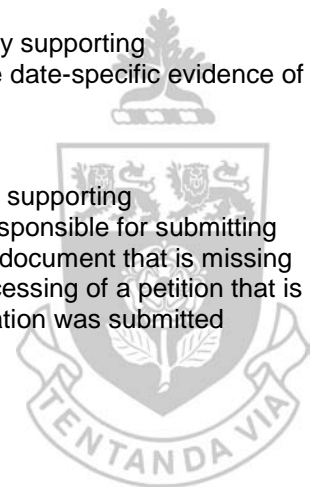 y supporting
e date-specific evidence of
supporting
sponsible for submitting
document that is missing
cessing of a petition that is
ation was submitted
TENTANDA VIA